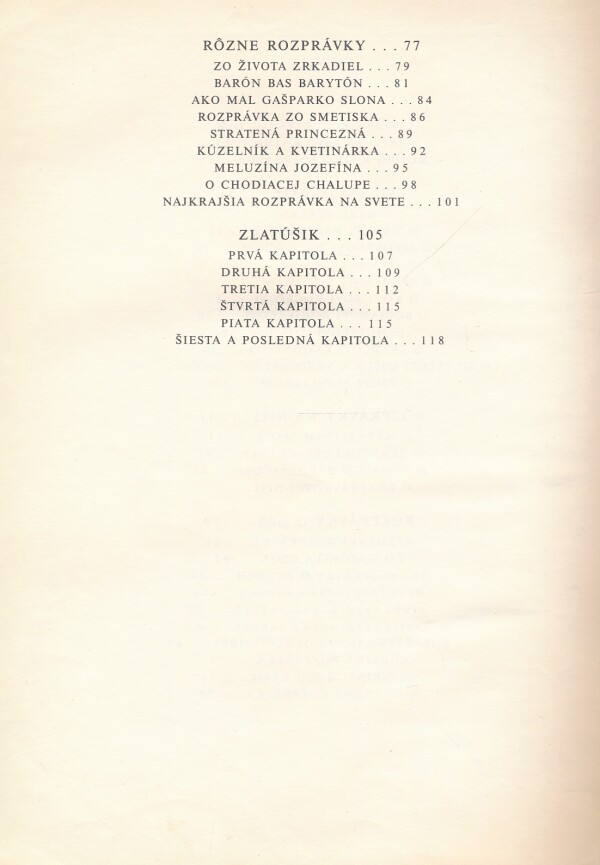 RÔZNE ROZPRÁVKY . . . 77
ZO ŽIVOTA ZRKADIEL . . . 79
BARÓN BAS BARYTÓN . . . 81
AKO MAL GAŠPARKO SLONA . . . 84
ROZPRÁVKA ZO SMETISKA . . . 86
STRATENÁ PRINCEZNÁ . . . 89
KÚZELNÍK A KVETINÁRKA . . . 92
MELUZÍNA JOZEFÍNA . . . 95
O CHODIACEJ CHALUPE . . . 98
NAJKRAJŠIA ROZPRÁVKA NA SVETE . . . 101
ZLATÚŠIK . . . 105
PRVÁ KAPITOLA . . . 107
DRUHÁ KAPITOLA . . . 109
TRETIA KAPITOLA . . . 112
ŠTVRTÁ KAPITOLA . . . 115
PIATA KAPITOLA . . . 115
ŠIESTA A POSLEDNÁ KAPITOLA . . . 118